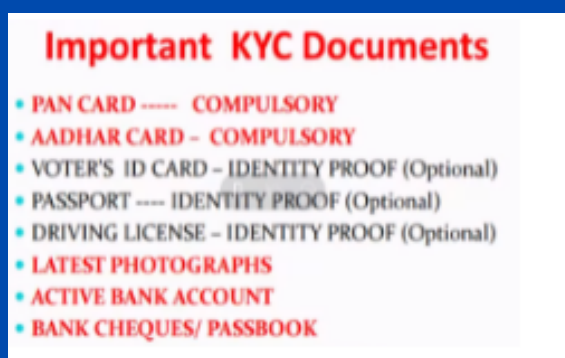 Important KYC Documents
• PAN CARD ----- COMPULSORY
• AADHAR CARD – COMPULSORY
• VOTER'S ID CARD – IDENTITY PROOF (Optional)
• PASSPORT ---- IDENTITY PROOF (Optional)
• DRIVING LICENSE – IDENTITY PROOF (Optional)
• LATEST PHOTOGRAPHS
• ACTIVE BANK ACCOUNT
• BANK CHEQUES/ PASSBOOK